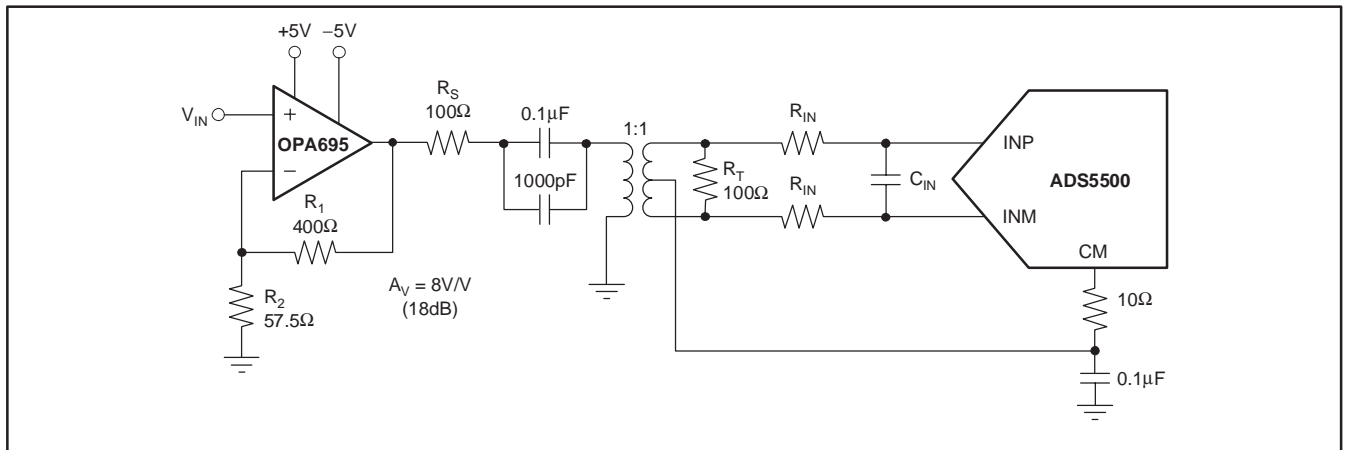 +5V −5V
V_IN
+
OPA695
−
R_S
100Ω
0.1μF
1000pF
1:1
R_1
400Ω
R_2
57.5Ω
A_V = 8V/V
(18dB)
R_T
100Ω
R_IN
R_IN
C_IN
INP
ADS5500
INM
CM
10Ω
0.1μF